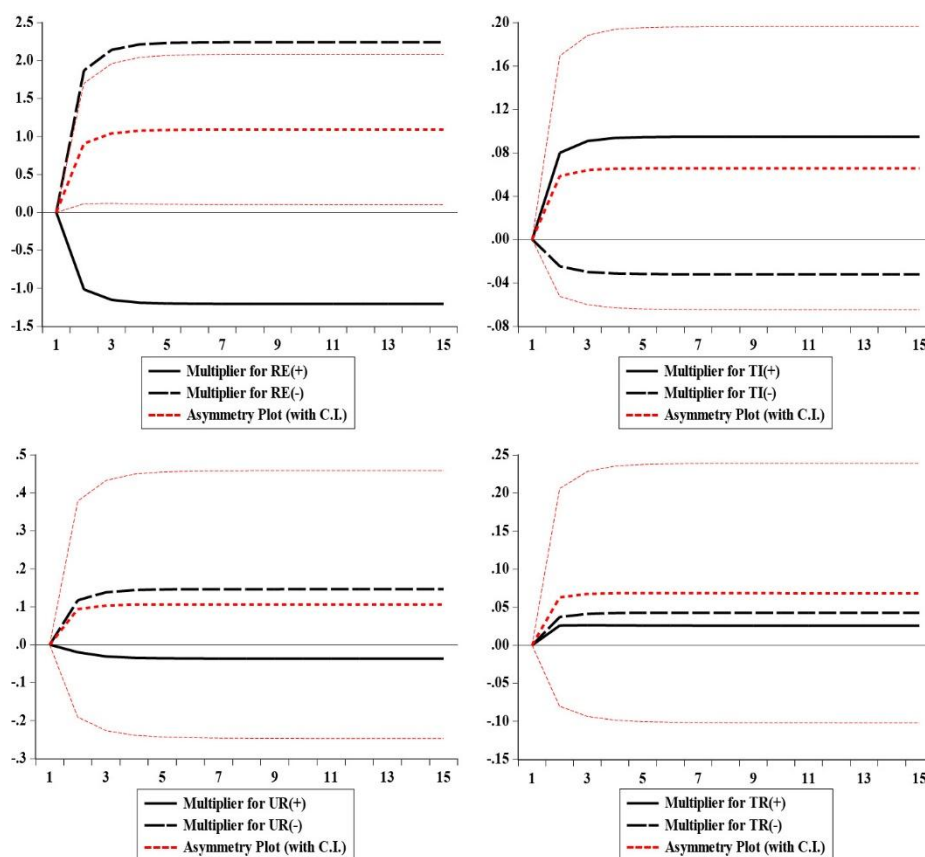 2.5
2.0
1.5
1.0
0.5
0.0
-0.5
-1.0
-1.5
1 3 5 7 9 11 13 15
Multiplier for RE(+)
Multiplier for RE(-)
Asymmetry Plot (with C.I.)
.20
.16
.12
.08
.04
.00
-.04
-.08
1 3 5 7 9 11 13 15
Multiplier for TI(+)
Multiplier for TI(-)
Asymmetry Plot (with C.I.)
.5
.4
.3
.2
.1
.0
-.1
-.2
-.3
1 3 5 7 9 11 13 15
Multiplier for UR(+)
Multiplier for UR(-)
Asymmetry Plot (with C.I.)
.25
.20
.15
.10
.05
.00
-.05
-.10
-.15
1 3 5 7 9 11 13 15
Multiplier for TR(+)
Multiplier for TR(-)
Asymmetry Plot (with C.I.)